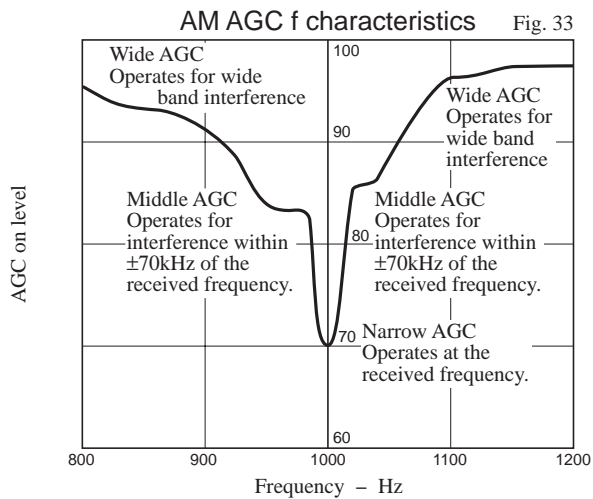 AM AGC f characteristics
Fig. 33
100
Wide AGC
Operates for wide
band interference
Wide AGC
Operates for
wide band
interference
90
Middle AGC
Operates for
interference within
±70kHz of the
received frequency.
Middle AGC
Operates for
interference within
±70kHz of the
received frequency.
80
AGC on level
70
Narrow AGC
Operates at the
received frequency.
60
800 900 1000 1100 1200
Frequency – Hz